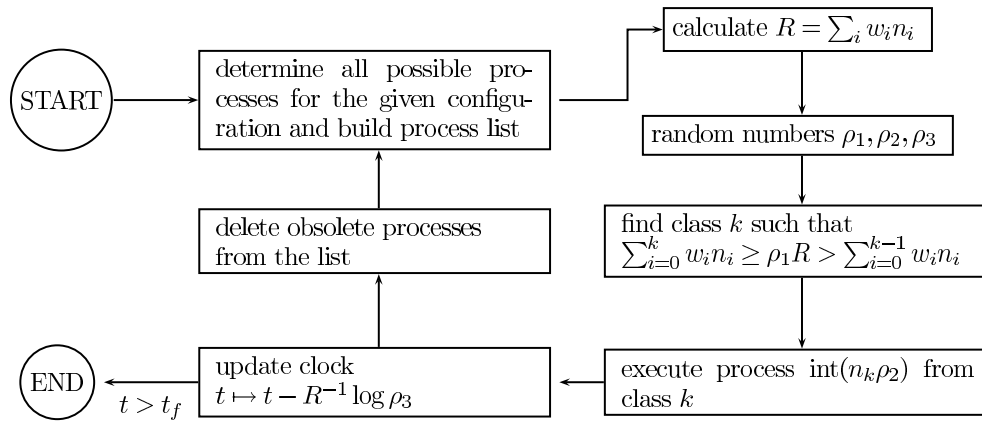 START
determine all possible pro-
cesses for the given configu-
ration and build process list
calculate R = ∑_i w_i n_i
random numbers ρ_1, ρ_2, ρ_3
find class k such that
∑_{i=0}^{k} w_i n_i ≥ ρ_1 R > ∑_{i=0}^{k−1} w_i n_i
execute process int(n_k ρ_2) from
class k
update clock
t ↦ t − R^{−1} log ρ_3
delete obsolete processes
from the list
END
t > t_f